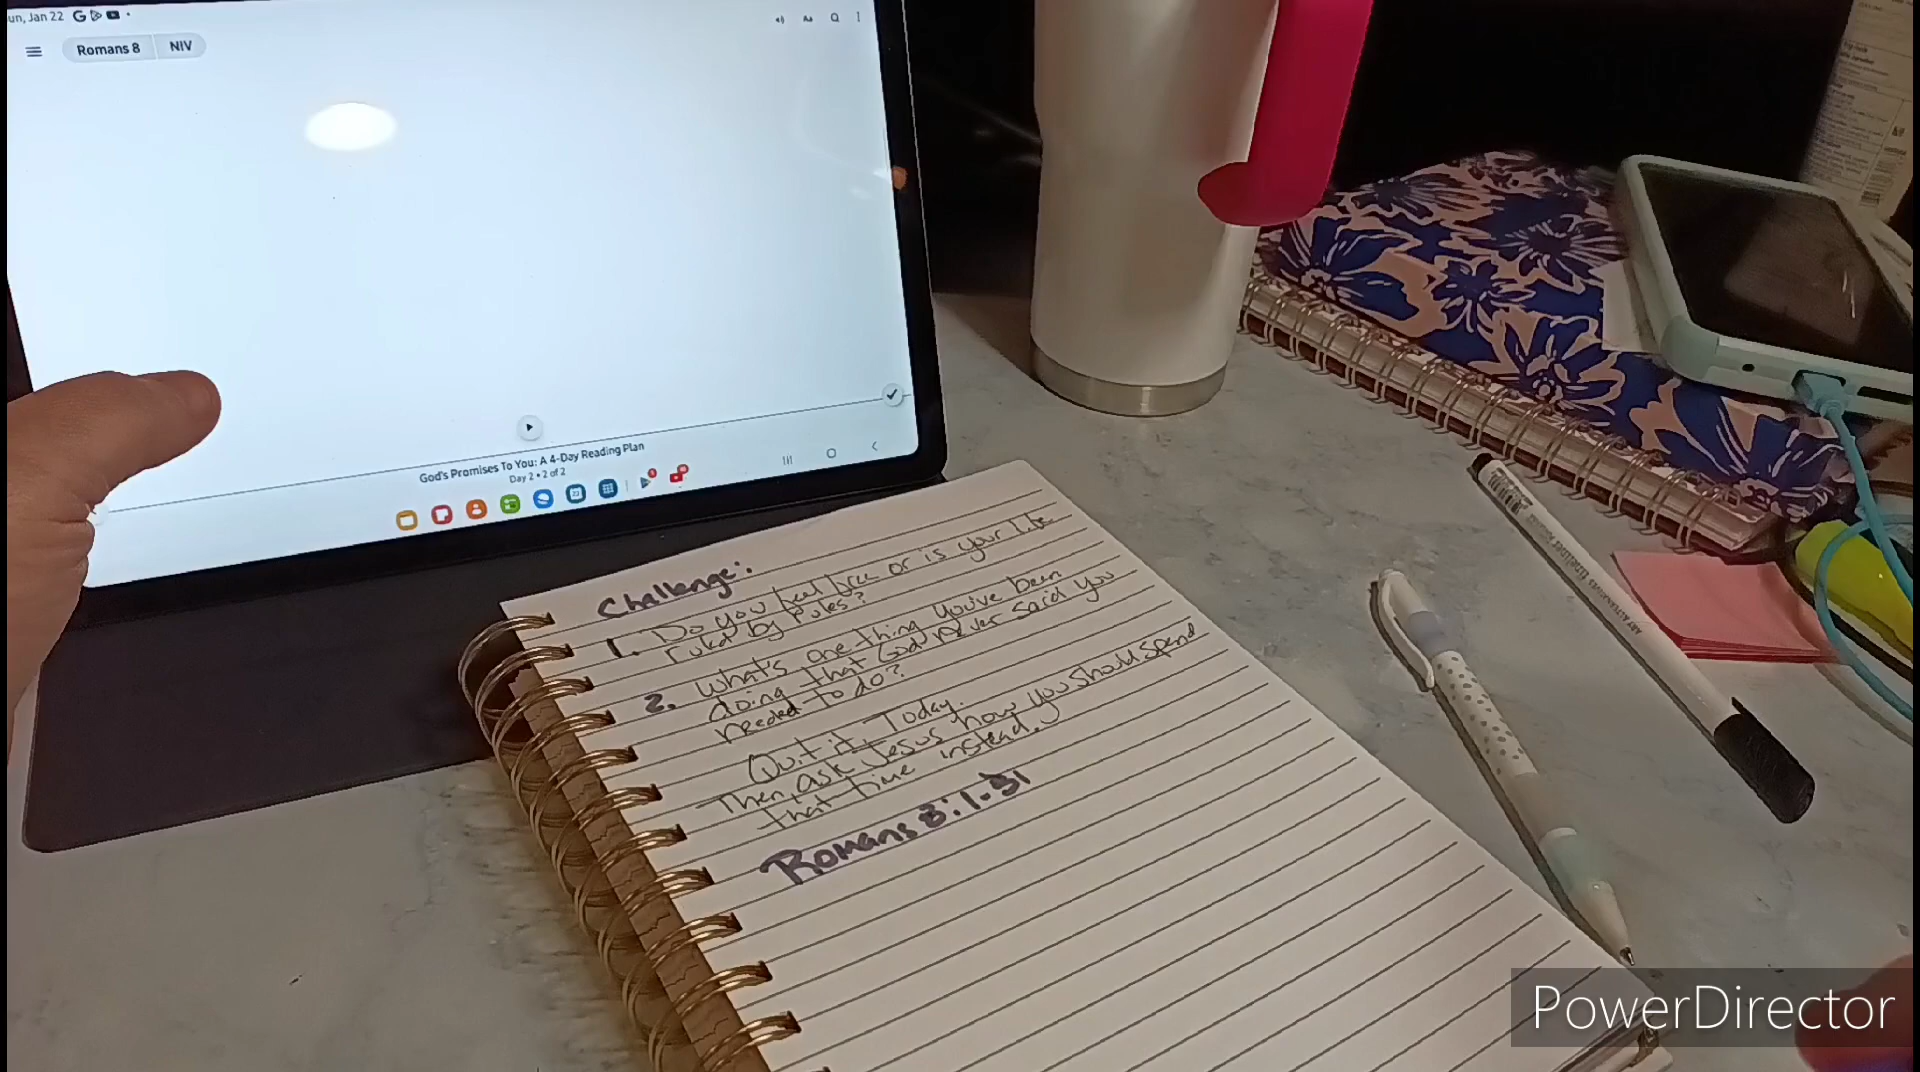 un, Jan 22
Romans 8 NIV
God's Promises To You: A 4-Day Reading Plan
Day 2 • 2 of 2
Challenge:
1. Do you feel free or is your life
ruled by rules?
2. What's one thing you've been
doing that God never said you
needed to do?
Quit it, Today.
Then, ask Jesus how you should spend
that time instead.
Romans 8:1-31
PowerDirector